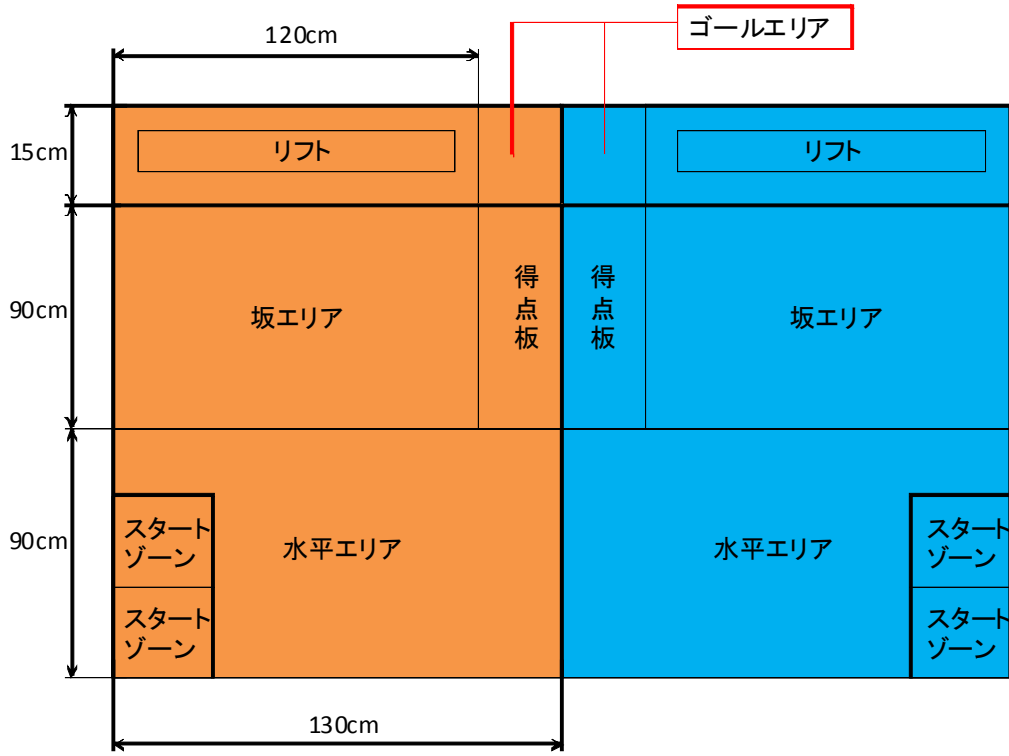 ゴールエリア
120cm
15cm
リフト
リフト
90cm
坂エリア
得点板
得点板
坂エリア
90cm
スタート
ゾーン
水平エリア
水平エリア
スタート
ゾーン
スタート
ゾーン
スタート
ゾーン
130cm